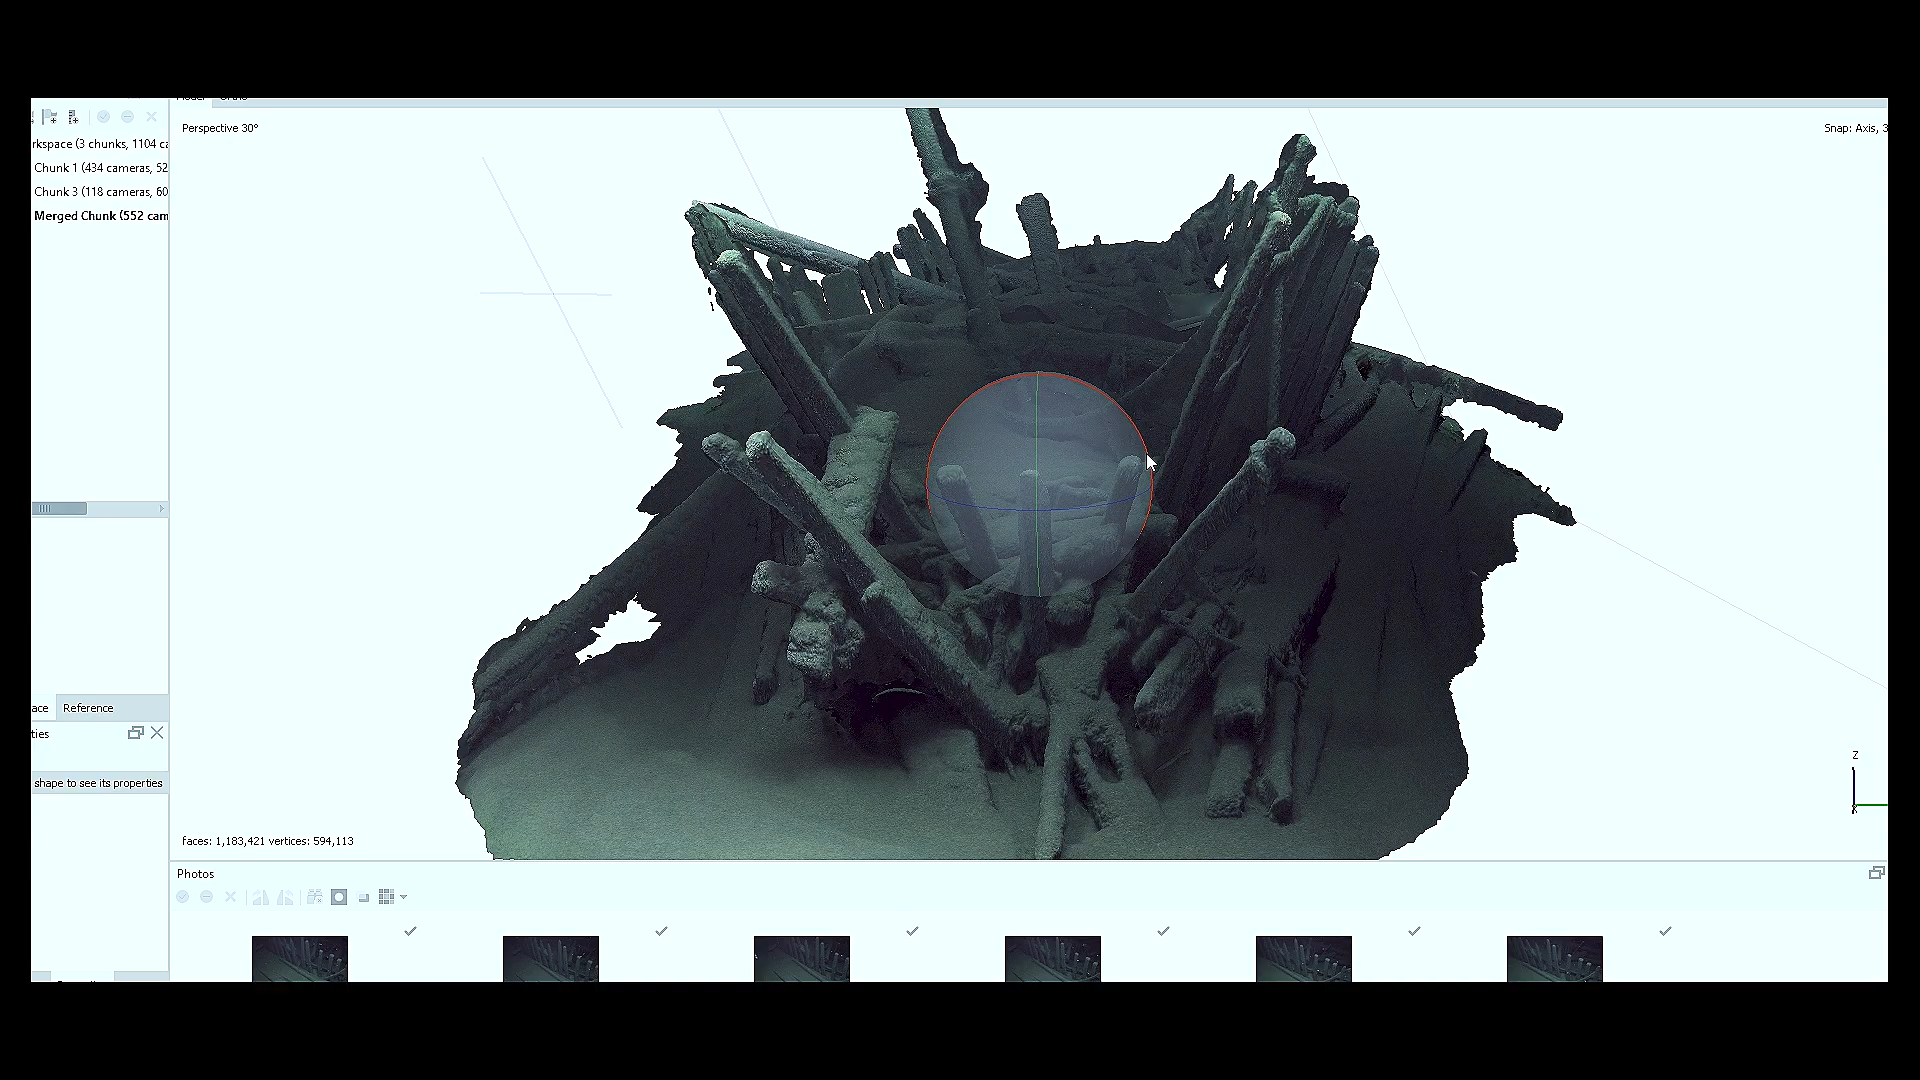 Perspective 30°
Snap: Axis, 3
rkspace (3 chunks, 1104 ca
Chunk 1 (434 cameras, 52
Chunk 3 (118 cameras, 60
Merged Chunk (552 cam
ace
Reference
ties
shape to see its properties
Z
faces: 1,183,421 vertices: 594,113
Photos